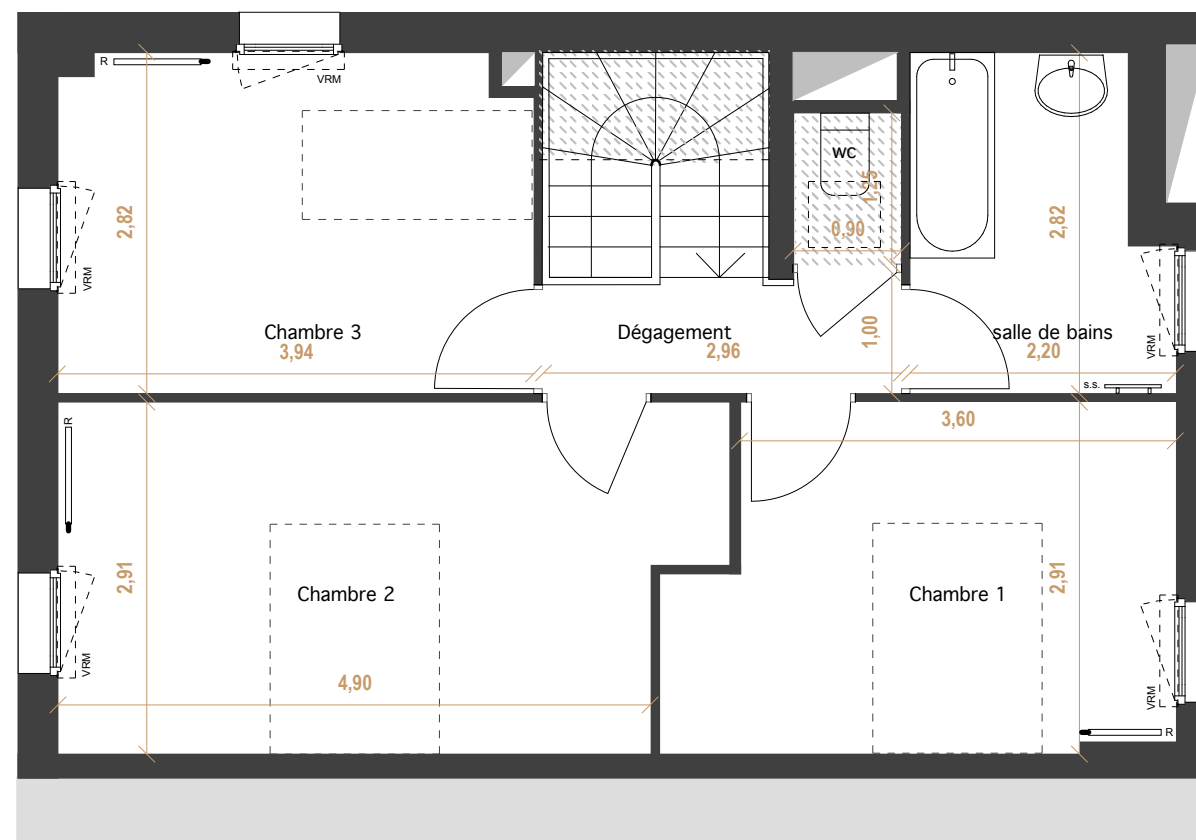 R
VRM
WC
1,25
0,90
2,82
2,82
VRM
Chambre 3
3,94
Dégagement
2,96
1,00
salle de bains
2,20
VRM
s.s.
R
3,60
2,91
Chambre 2
Chambre 1
2,91
VRM
4,90
VRM
R